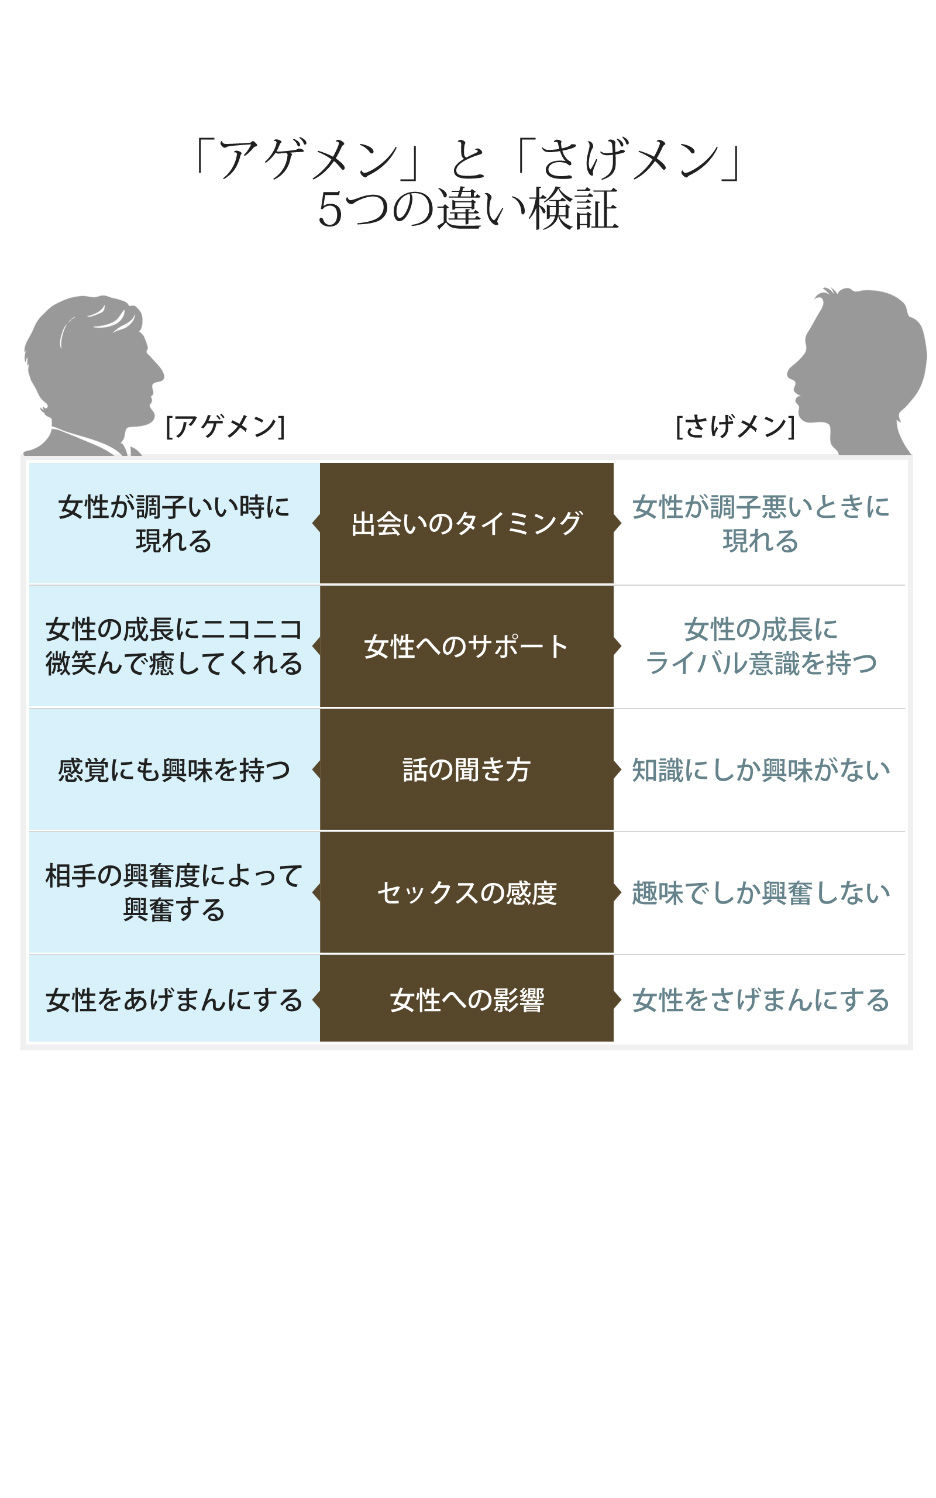 「アゲメン」と「さげメン」
5つの違い検証
[アゲメン]
[さげメン]
女性が調子いい時に
現れる
出会いのタイミング
女性が調子悪いときに
現れる
女性の成長にニコニコ
微笑んで癒してくれる
女性へのサポート
女性の成長に
ライバル意識を持つ
感覚にも興味を持つ
話の聞き方
知識にしか興味がない
相手の興奮度によって
興奮する
セックスの感度
趣味でしか興奮しない
女性をあげまんにする
女性への影響
女性をさげまんにする